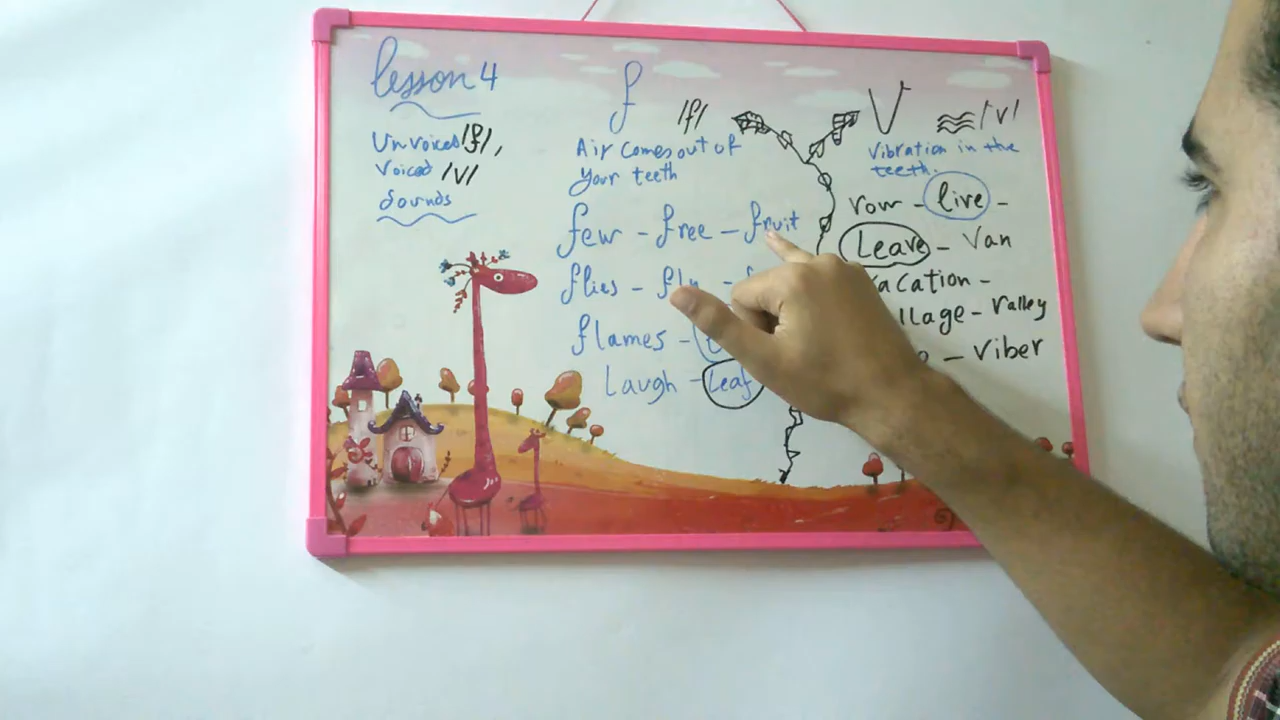 lesson 4
Unvoiced /f/,
Voiced /v/
Sounds
f /f/
Air comes out of
your teeth
few - free - fruit
flies - fly -
flames -
Laugh - Leaf
V /v/
Vibration in the
teeth.
row - live -
Leave - Van
vacation -
llage - Valley
- Viber